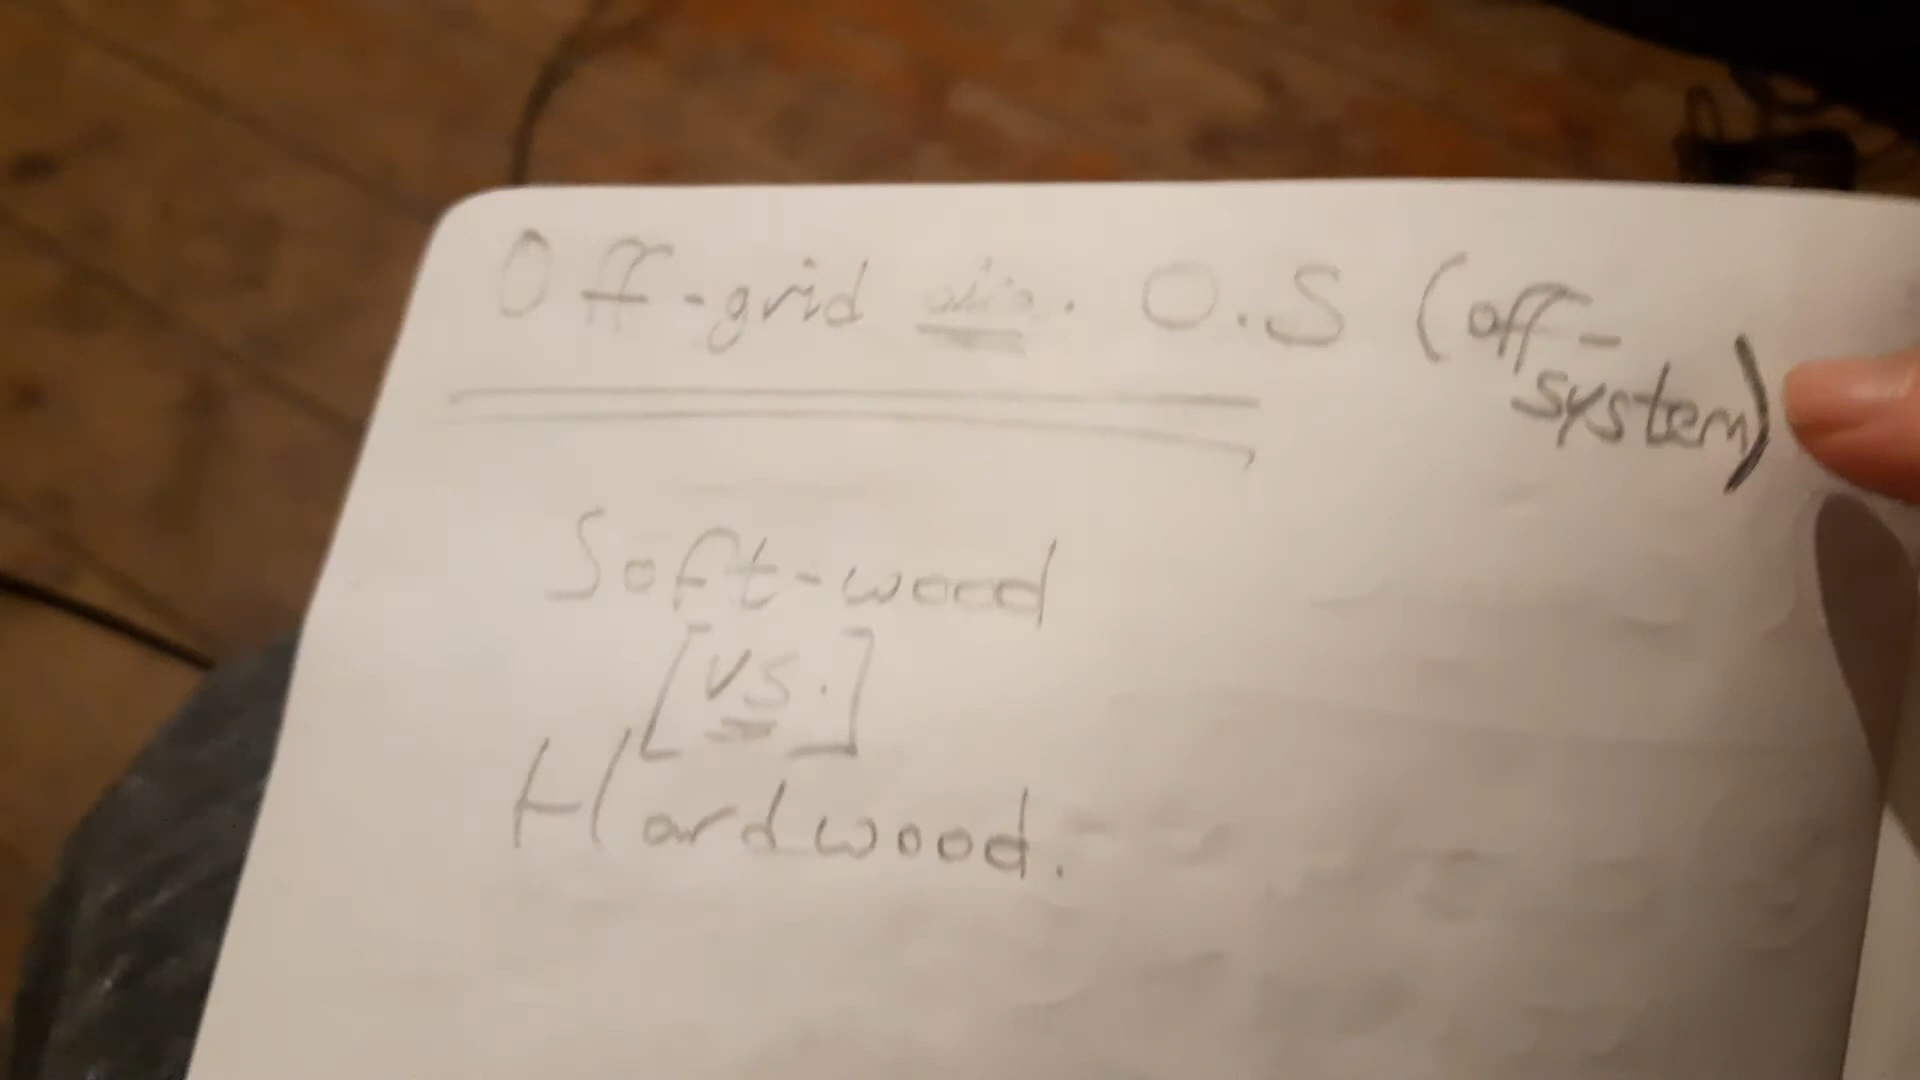 Off-grid O.S (off-
system)
Soft-wood
[vs.]
Hardwood.